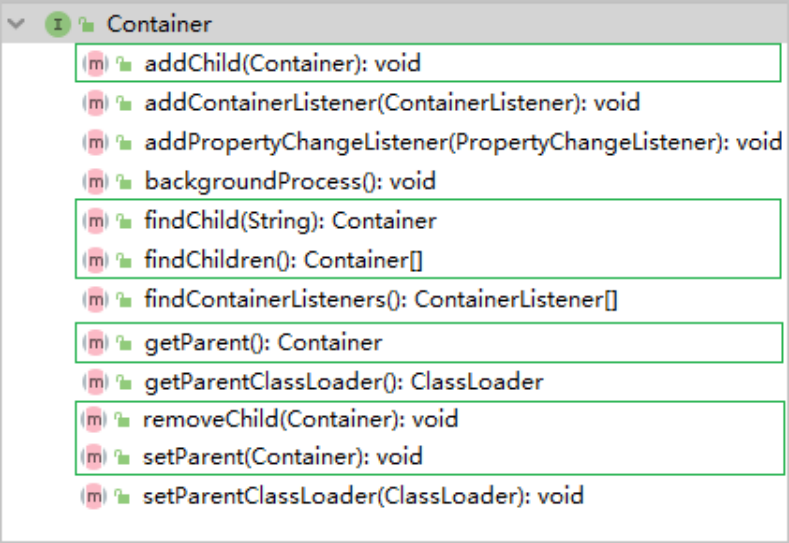 I Container
m addChild(Container): void
m addContainerListener(ContainerListener): void
m addPropertyChangeListener(PropertyChangeListener): void
m backgroundProcess(): void
m findChild(String): Container
m findChildren(): Container[]
m findContainerListeners(): ContainerListener[]
m getParent(): Container
m getParentClassLoader(): ClassLoader
m removeChild(Container): void
m setParent(Container): void
m setParentClassLoader(ClassLoader): void